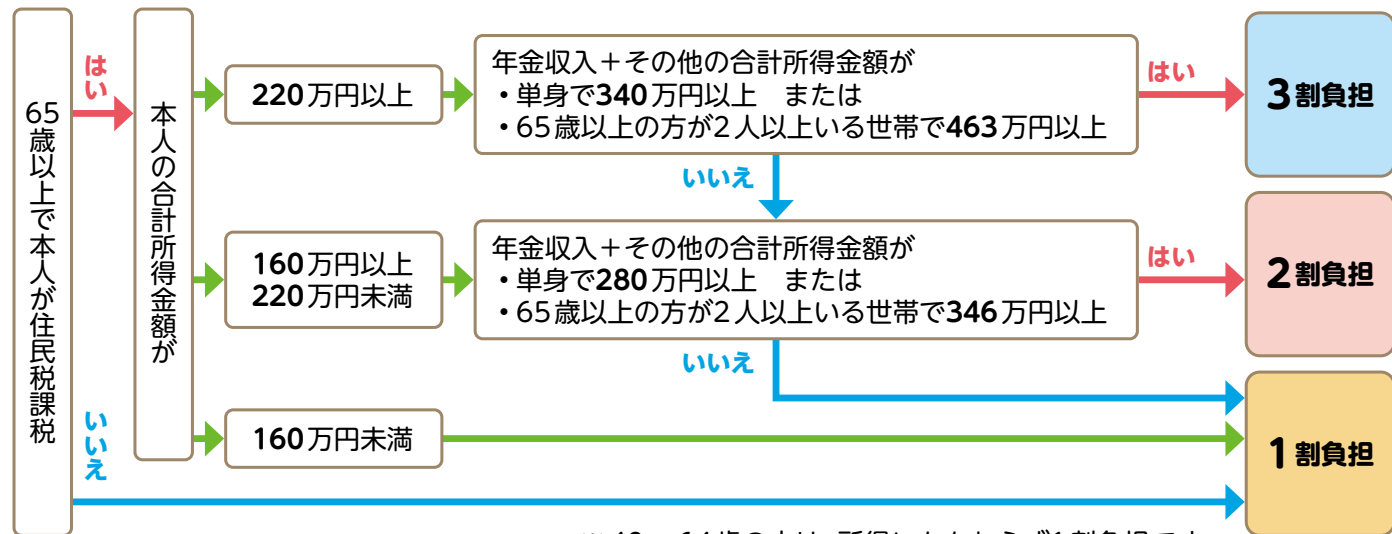 65歳以上で本人が住民税課税
はい
いいえ
本人の合計所得金額が
220万円以上
年金収入＋その他の合計所得金額が
・単身で340万円以上　または
・65歳以上の方が2人以上いる世帯で463万円以上
はい
3割負担
いいえ
160万円以上
220万円未満
年金収入＋その他の合計所得金額が
・単身で280万円以上　または
・65歳以上の方が2人以上いる世帯で346万円以上
はい
2割負担
いいえ
160万円未満
1割負担